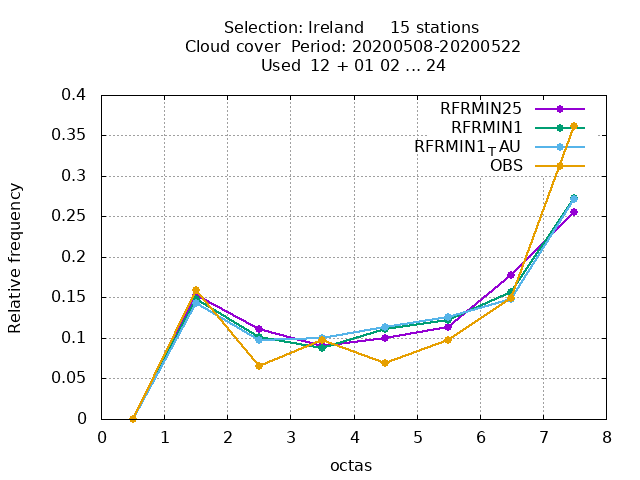 Selection: Ireland 15 stations
Cloud cover Period: 20200508-20200522
Used 12 + 01 02 ... 24
RFRMIN25
RFRMIN1
RFRMIN1TAU
OBS
Relative frequency
0.4
0.35
0.3
0.25
0.2
0.15
0.1
0.05
0
0 1 2 3 4 5 6 7 8
octas